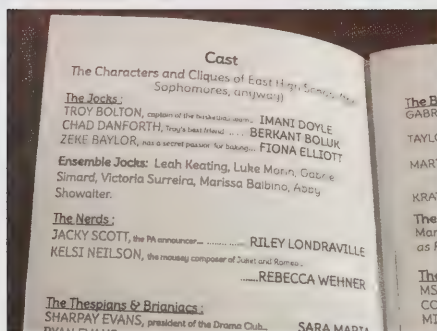 Cast
The Characters and Cliques of East High
Sophomores, anyway)
The Jocks:
TROY BOLTON, captain of the basketball team... IMANI DOYLE
CHAD DANFORTH, Troy's best friend ..... BERKANT BOLUK
ZEKE BAYLOR, has a secret passion for baking... FIONA ELLIOTT
Ensemble Jocks: Leah Keating, Luke Morin, Gabrie
Simard, Victoria Surreira, Marissa Balbino, Abby
Showalter.
The Nerds:
JACKY SCOTT, the PA announcer... ........... RILEY LONDRAVILLE
KELSI NEILSON, the mousey composer of Juliet and Romeo.
........REBECCA WEHNER
The Thespians & Brianiacs:
SHARPAY EVANS, president of the Drama Club... SARA MARIA
The B
GABR
TAYLO
MAR
KRA
The
Mar
as R
The
MS
CO
MI